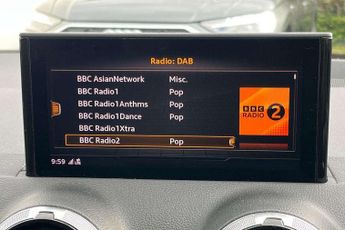 Radio: DAB
BBC AsianNetwork Misc.
BBC Radio1 Pop
BBC Radio1Anthms Pop
BBC Radio1Dance Pop
BBC Radio1Xtra
BBC Radio2 Pop
BBC
RADIO 2
9:59